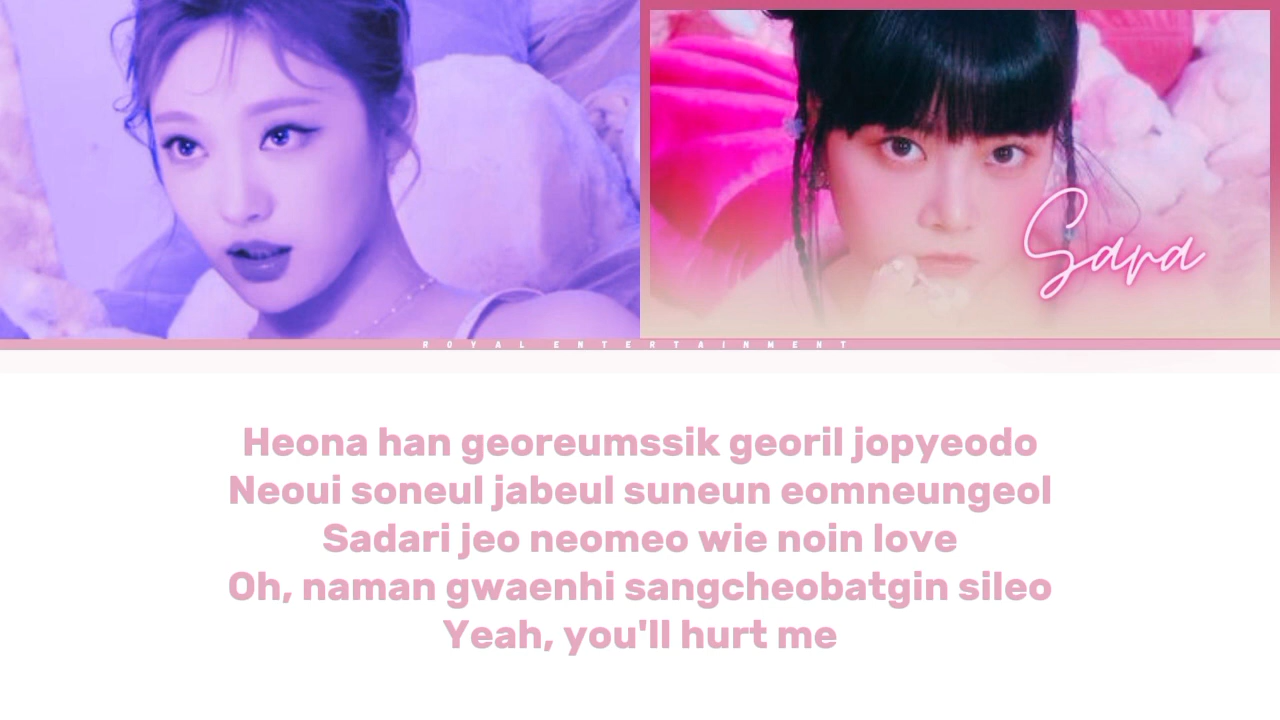 Sara
ROYAL ENTERTAINMENT
Heona han georeumssik georil jopyeodo
Neoui soneul jabeul suneun eomneungeol
Sadari jeo neomeo wie noin love
Oh, naman gwaenhi sangcheobatgin sileo
Yeah, you'll hurt me